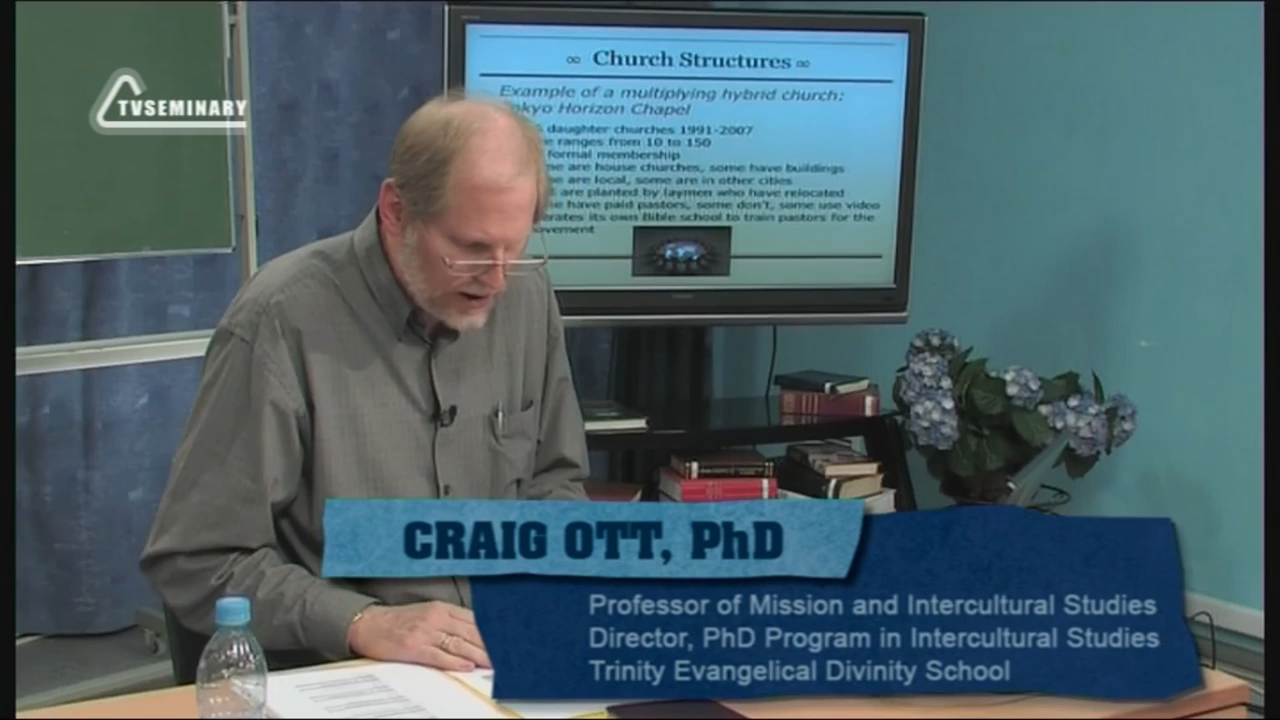 TVSEMINARY
∞ Church Structures ∞
Example of a multiplying hybrid church:
Horizon Chapel
daughter churches 1991-2007
ranges from 10 to 150
formal membership
are house churches, some have buildings
are local, some are in other cities
are planted by laymen who have relocated
have paid pastors, some don't, some use video
its own Bible school to train pastors for the
CRAIG OTT, PhD
Professor of Mission and Intercultural Studies
Director, PhD Program in Intercultural Studies
Trinity Evangelical Divinity School